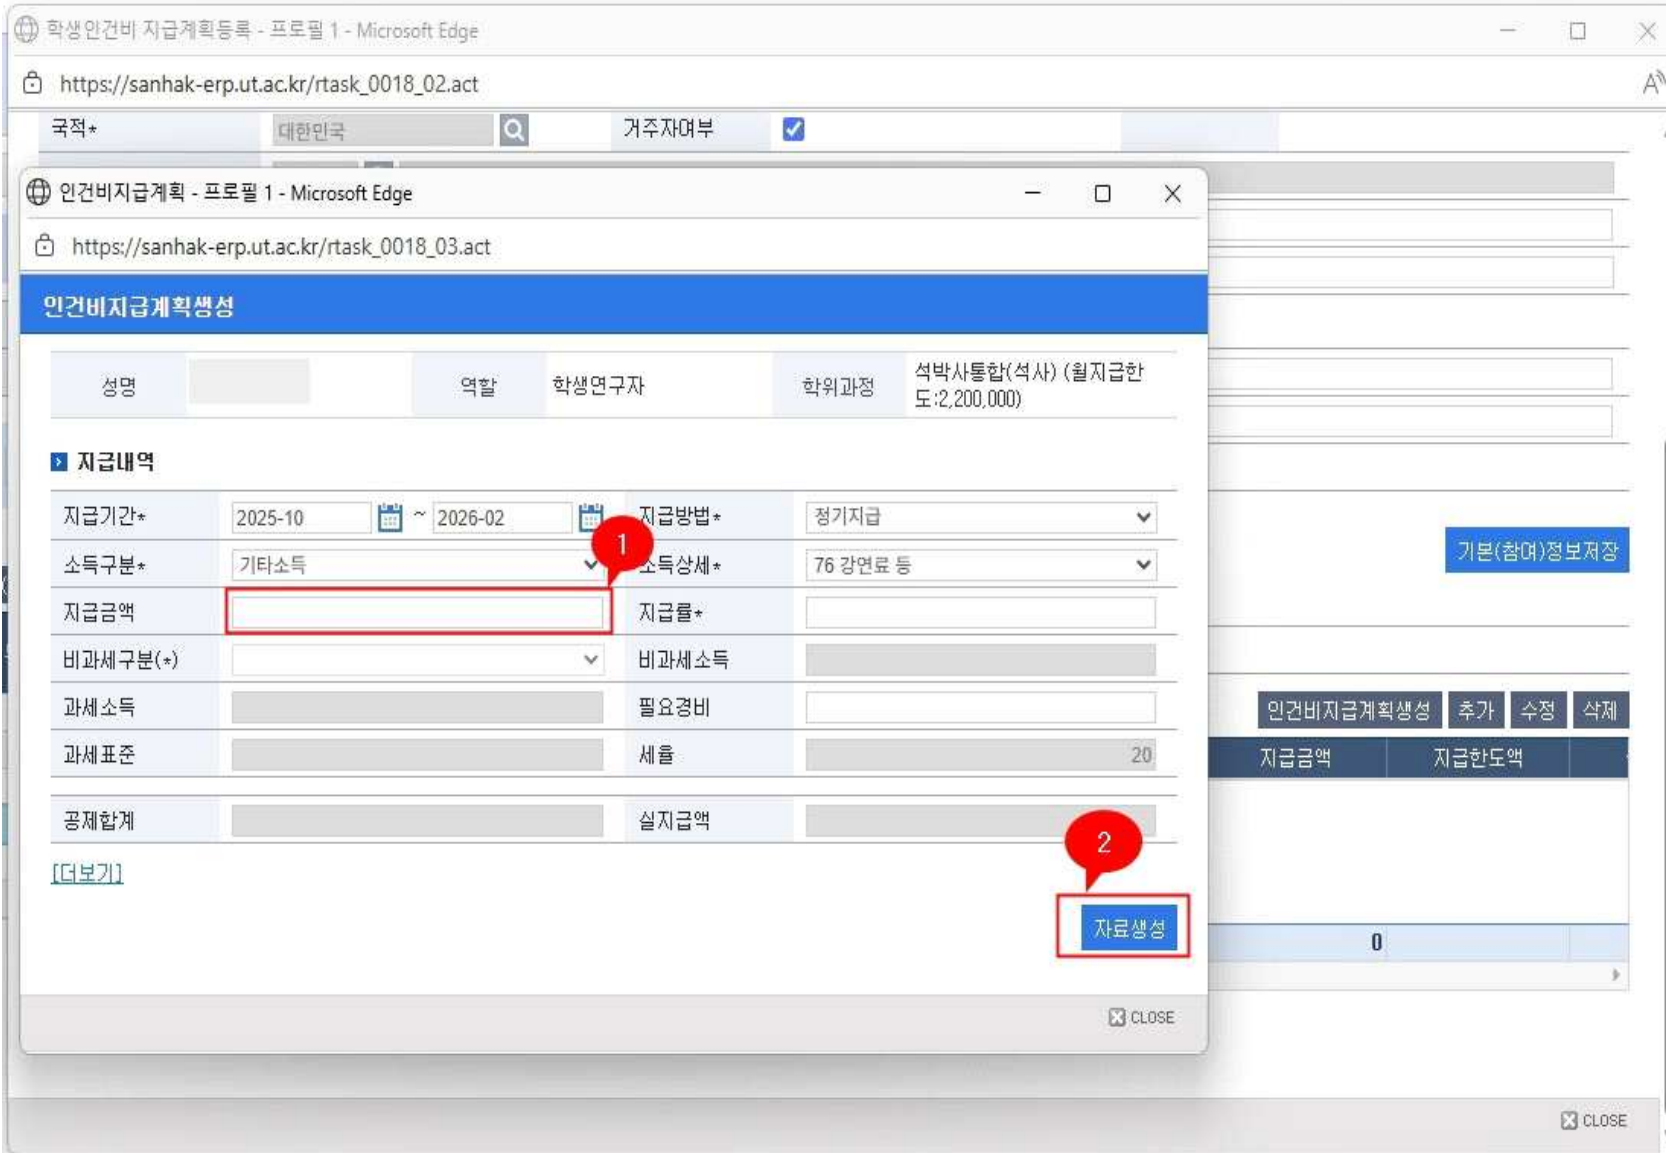 학생인건비 지급계획등록 - 프로필 1 - Microsoft Edge
https://sanhak-erp.ut.ac.kr/rtask_0018_02.act
국적* 대한민국 거주자여부
인건비지급계획 - 프로필 1 - Microsoft Edge
https://sanhak-erp.ut.ac.kr/rtask_0018_03.act
인건비지급계획생성
성명 역할 학생연구자 학위과정 석박사통합(석사) (월지급한
도:2,200,000)
지급내역
지급기간* 2025-10 ~ 2026-02 지급방법* 정기지급
1
소득구분* 기타소득 소득상세* 76 강연료 등
지급금액 지급률*
비과세구분(*) 비과세소득
과세소득 필요경비
과세표준 세율 20
공제합계 실지급액
[더보기]
2
자료생성
CLOSE
기본(참여)정보저장
인건비지급계획생성 추가 수정 삭제
지급금액 지급한도액
0
CLOSE